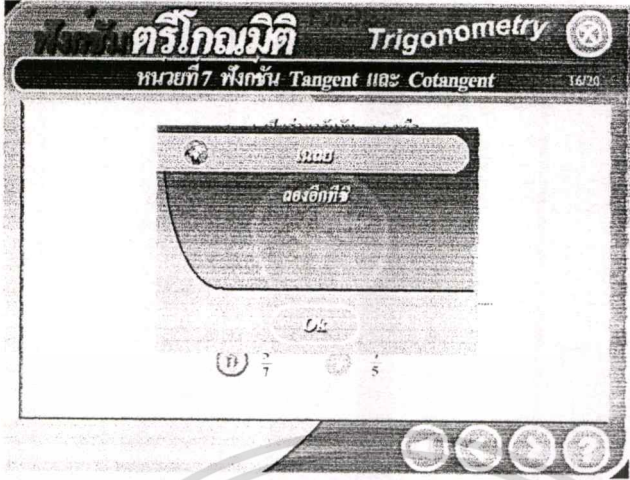 ฟังก์ชันตรีโกณมิติ Trigonometry
หน่วยที่ 7 ฟังก์ชัน Tangent และ Cotangent 16/20
เฉลย
ลองอีกทีซิ
Ok